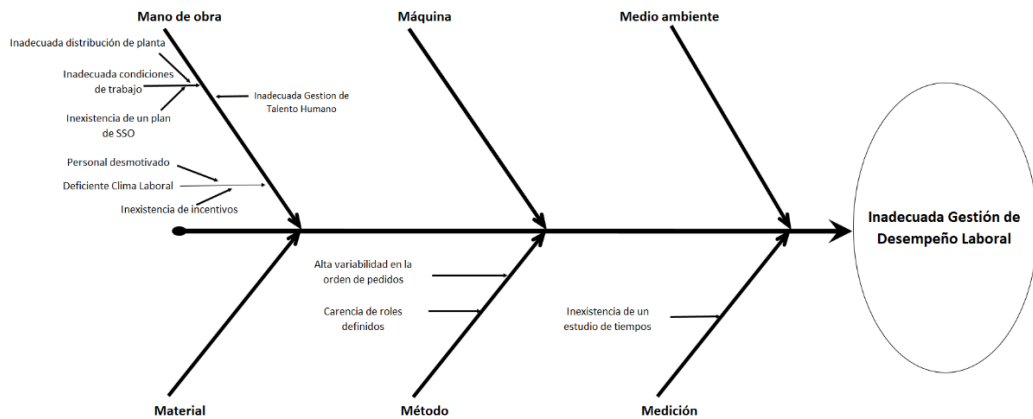 Mano de obra
Máquina
Medio ambiente
Inadecuada distribución de planta
Inadecuada condiciones
de trabajo
Inadecuada Gestion de
Talento Humano
Inexistencia de un plan
de SSO
Personal desmotivado
Deficiente Clima Laboral
Inexistencia de incentivos
Inadecuada Gestión de
Desempeño Laboral
Alta variabilidad en la
orden de pedidos
Carencia de roles
definidos
Inexistencia de un
estudio de tiempos
Material
Método
Medición